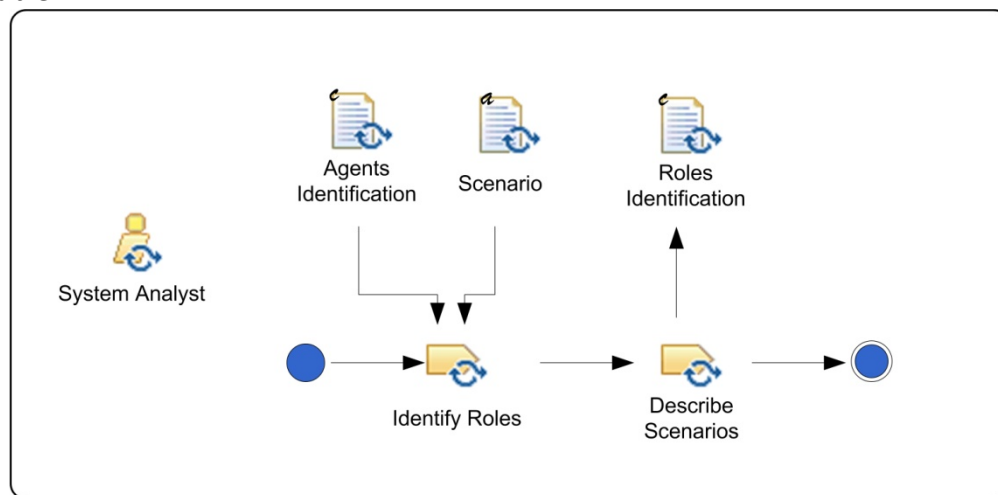 c
a
c
Agents
Identification
Scenario
Roles
Identification
System Analyst
Identify Roles
Describe
Scenarios